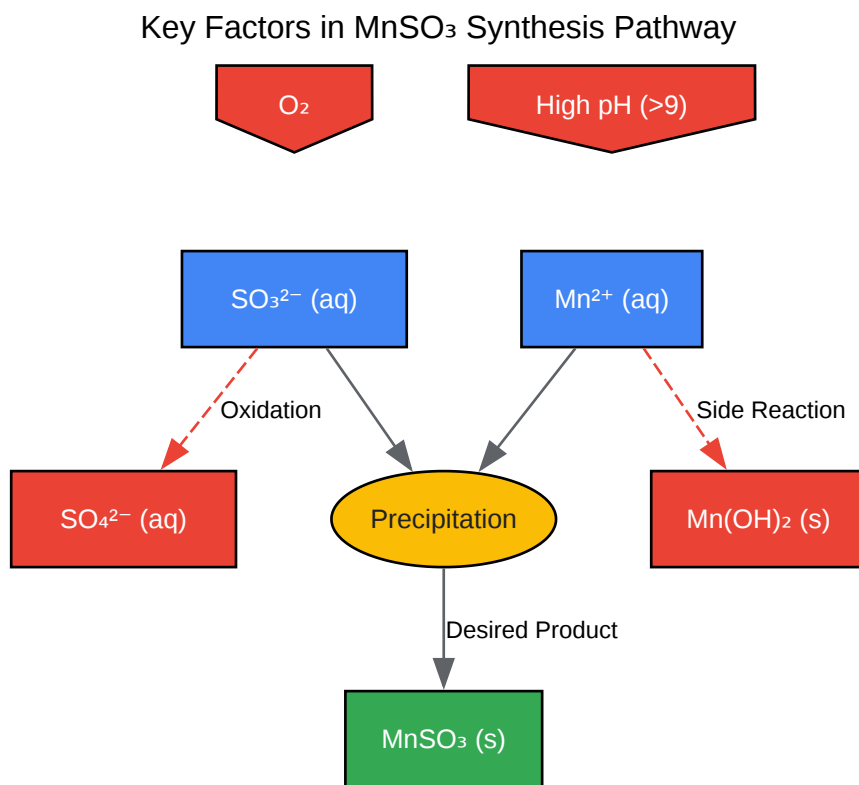 Key Factors in MnSO₃ Synthesis Pathway
O₂
High pH (>9)
SO₃²⁻ (aq)
Mn²⁺ (aq)
Oxidation
Side Reaction
SO₄²⁻ (aq)
Precipitation
Mn(OH)₂ (s)
Desired Product
MnSO₃ (s)